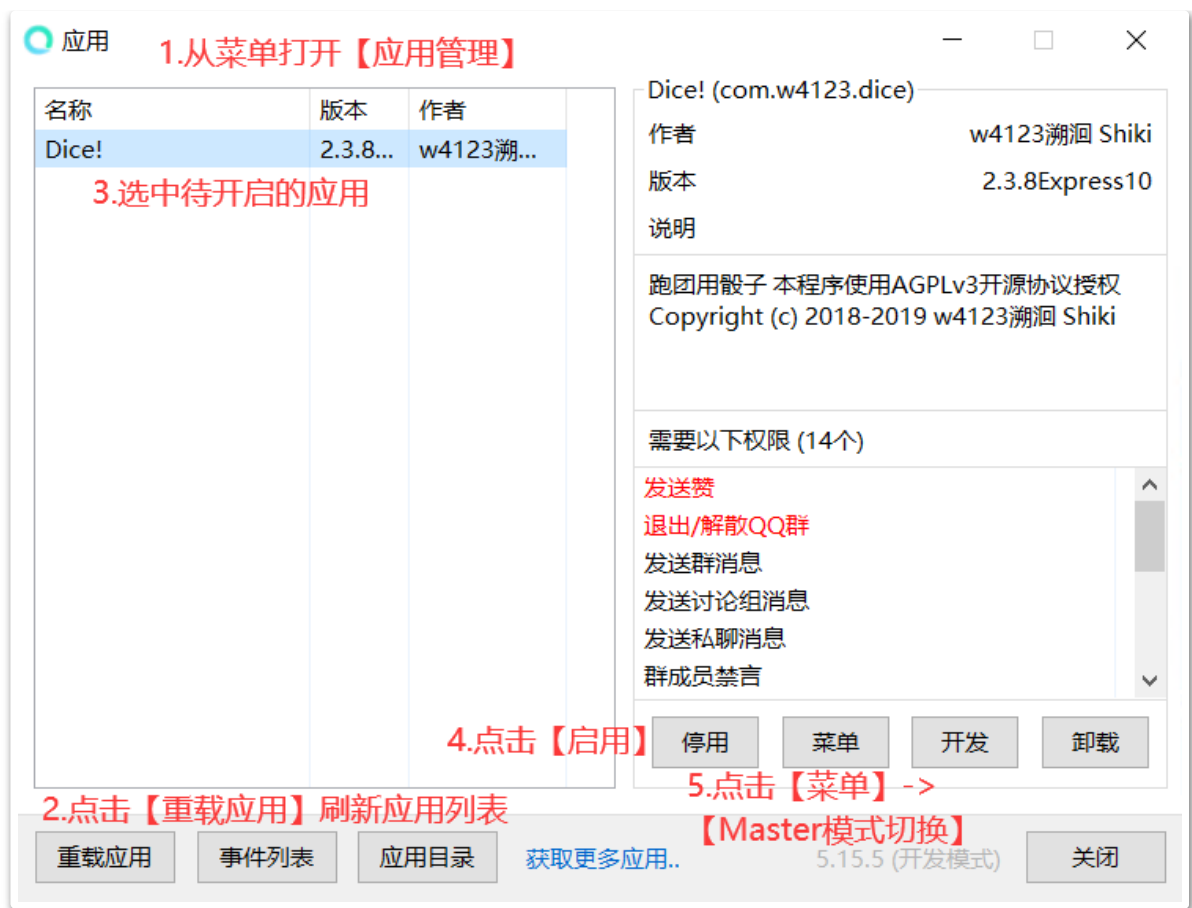 应用
1.从菜单打开【应用管理】
名称 版本 作者
Dice! 2.3.8... w4123溯...
3.选中待开启的应用
Dice! (com.w4123.dice)
作者 w4123溯洄 Shiki
版本 2.3.8Express10
说明
跑团用骰子 本程序使用AGPLv3开源协议授权
Copyright (c) 2018-2019 w4123溯洄 Shiki
需要以下权限 (14个)
发送赞
退出/解散QQ群
发送群消息
发送讨论组消息
发送私聊消息
群成员禁言
4.点击【启用】
停用 菜单 开发 卸载
5.点击【菜单】->
【Master模式切换】
2.点击【重载应用】刷新应用列表
重载应用 事件列表 应用目录 获取更多应用.. 5.15.5 (开发模式) 关闭